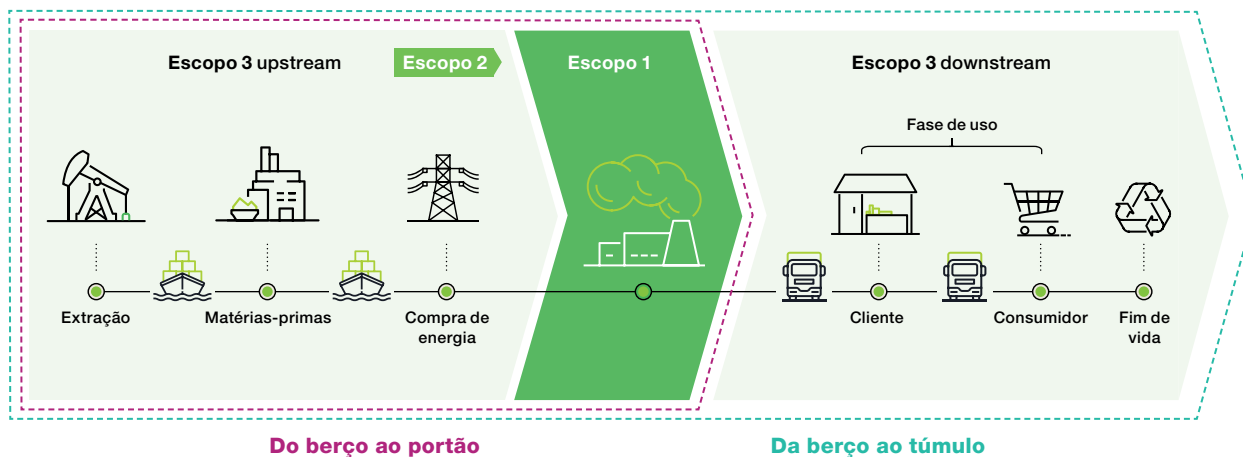 Escopo 3 upstream
Escopo 2
Escopo 1
Escopo 3 downstream
Fase de uso
Extração
Matérias-primas
Compra de
energia
Cliente
Consumidor
Fim de
vida
Do berço ao portão
Da berço ao túmulo